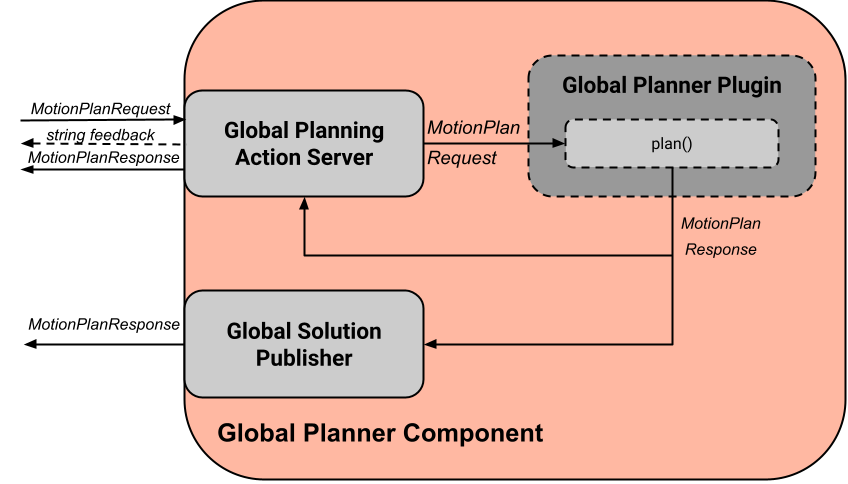 MotionPlanRequest
string feedback
MotionPlanResponse
Global Planning
Action Server
MotionPlan
Request
Global Planner Plugin
plan()
MotionPlan
Response
MotionPlanResponse
Global Solution
Publisher
Global Planner Component